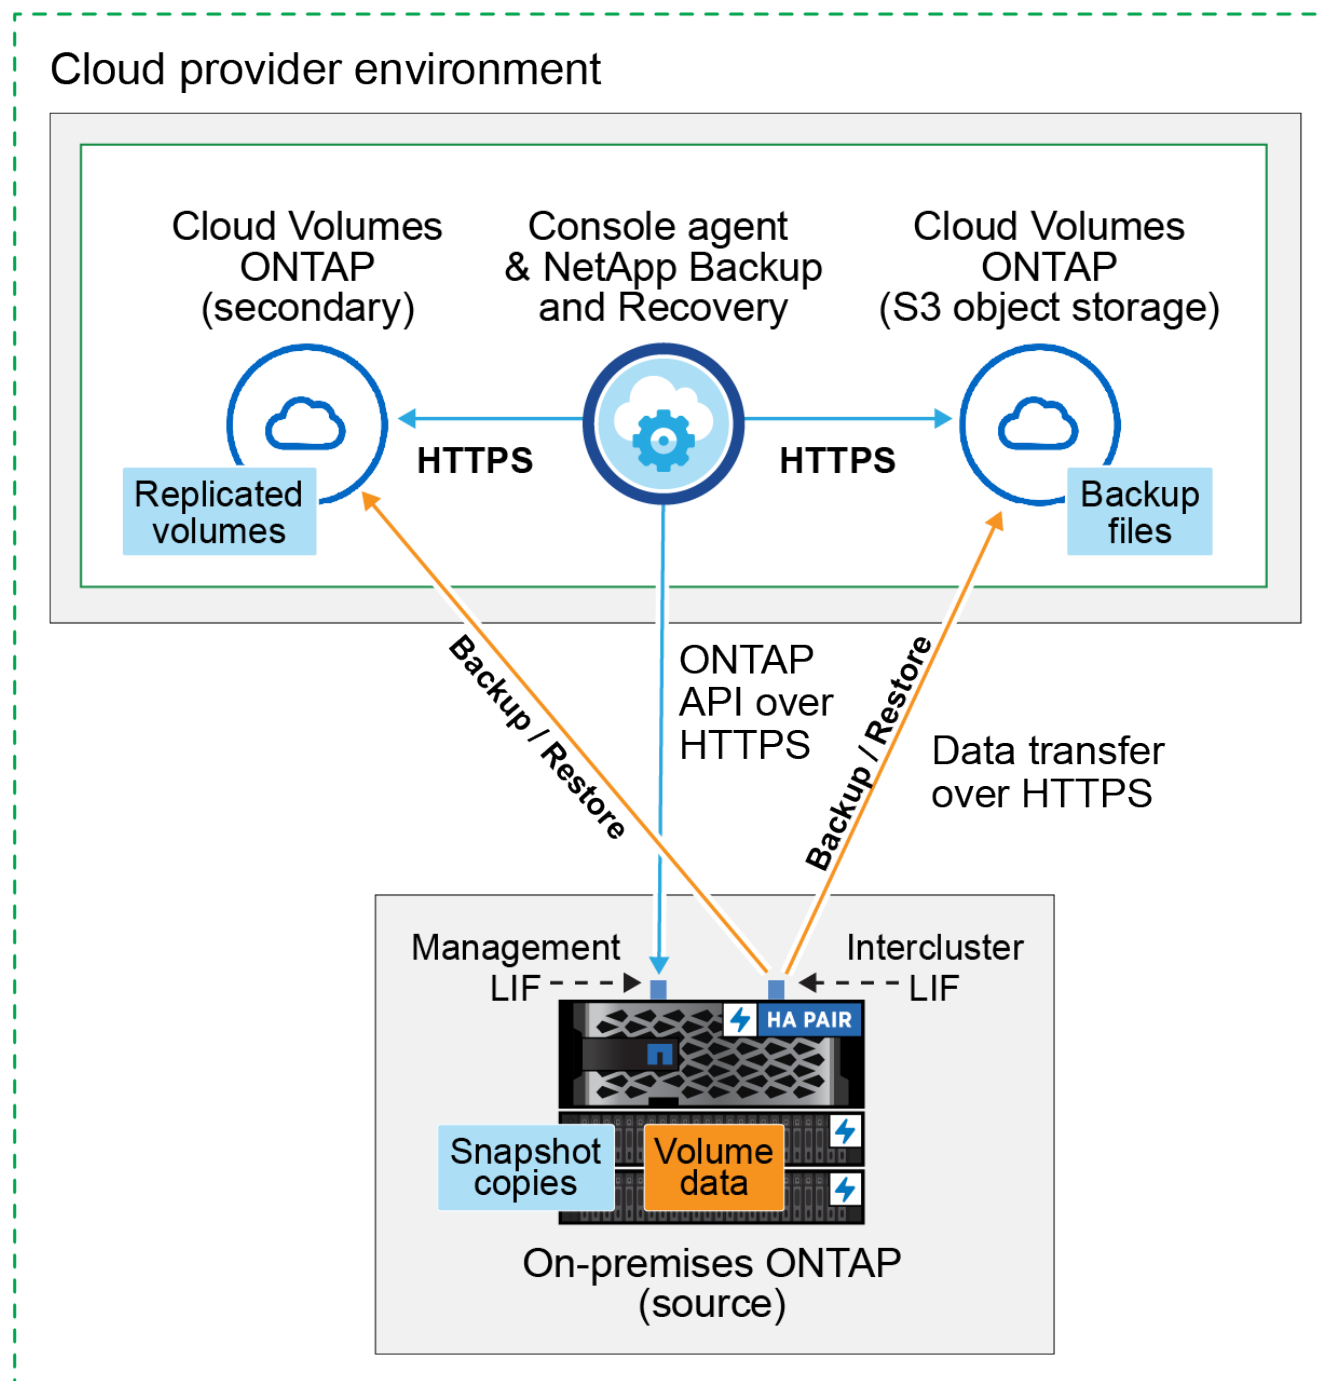 Cloud provider environment
Cloud Volumes
ONTAP
(secondary)
Console agent
& NetApp Backup
and Recovery
Cloud Volumes
ONTAP
(S3 object storage)
HTTPS
HTTPS
Replicated
volumes
Backup
files
Backup / Restore
ONTAP
API over
HTTPS
Backup / Restore
Data transfer
over HTTPS
Management
LIF
Intercluster
LIF
HA PAIR
Snapshot
copies
Volume
data
On-premises ONTAP
(source)